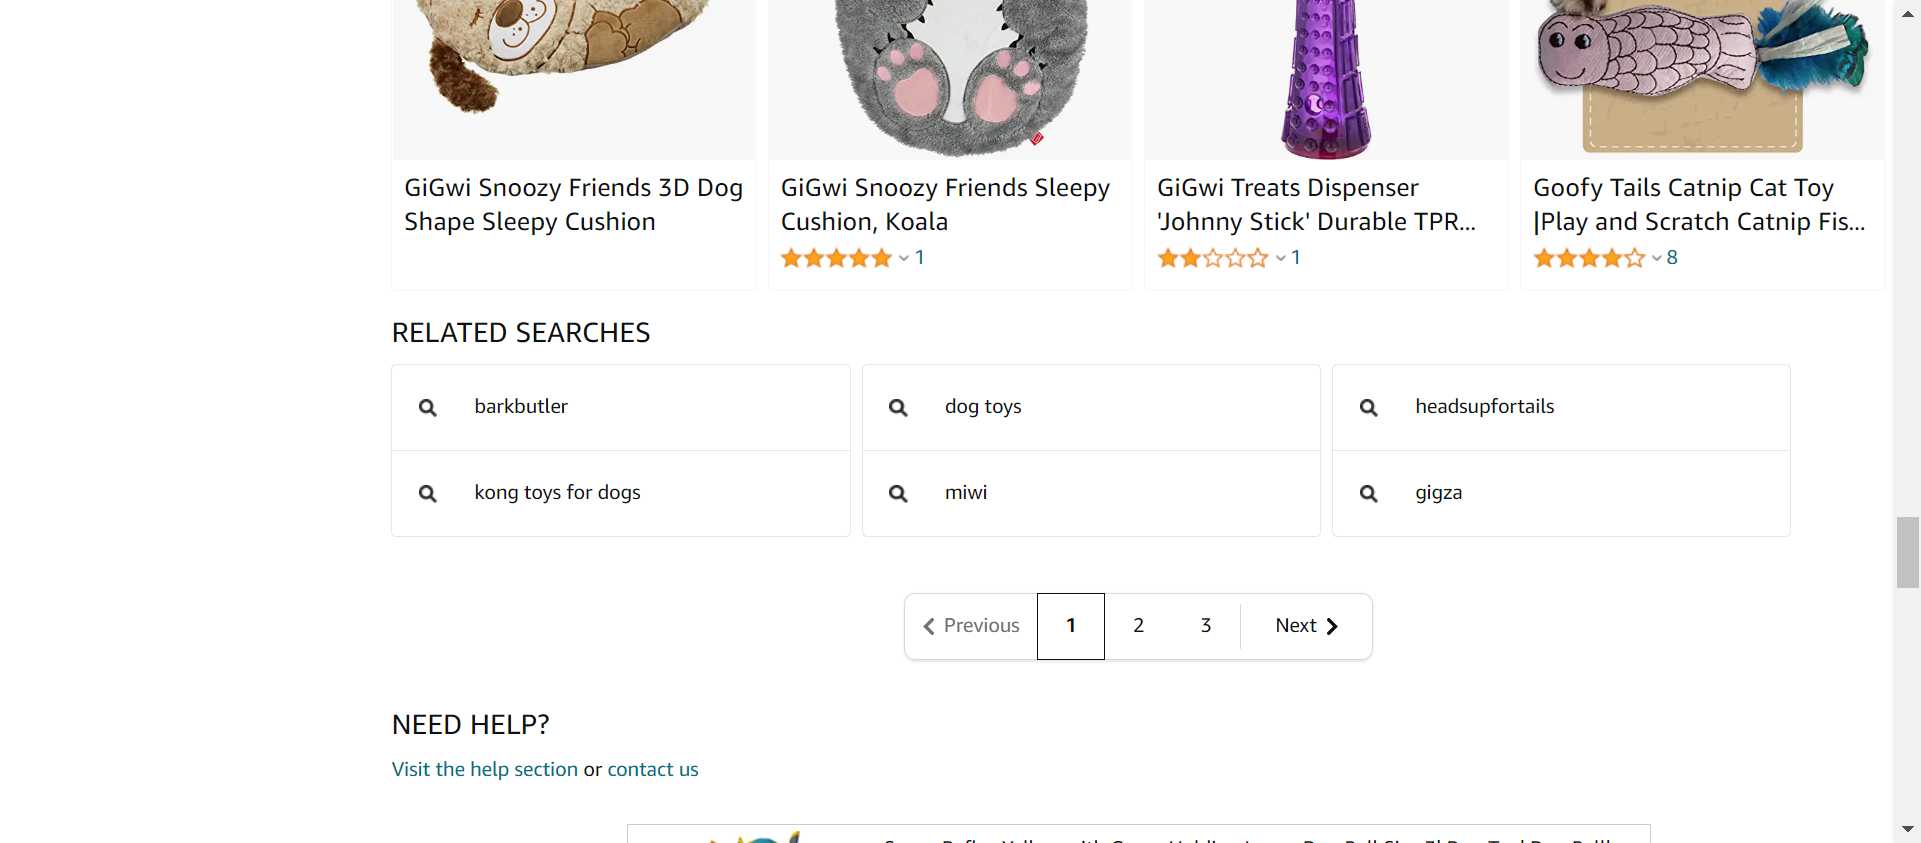 GiGwi Snoozy Friends 3D Dog
Shape Sleepy Cushion
GiGwi Snoozy Friends Sleepy
Cushion, Koala
1
GiGwi Treats Dispenser
'Johnny Stick' Durable TPR...
1
Goofy Tails Catnip Cat Toy
|Play and Scratch Catnip Fis...
8
RELATED SEARCHES
barkbutler
dog toys
headsupfortails
kong toys for dogs
miwi
gigza
Previous 1 2 3 Next
NEED HELP?
Visit the help section or contact us